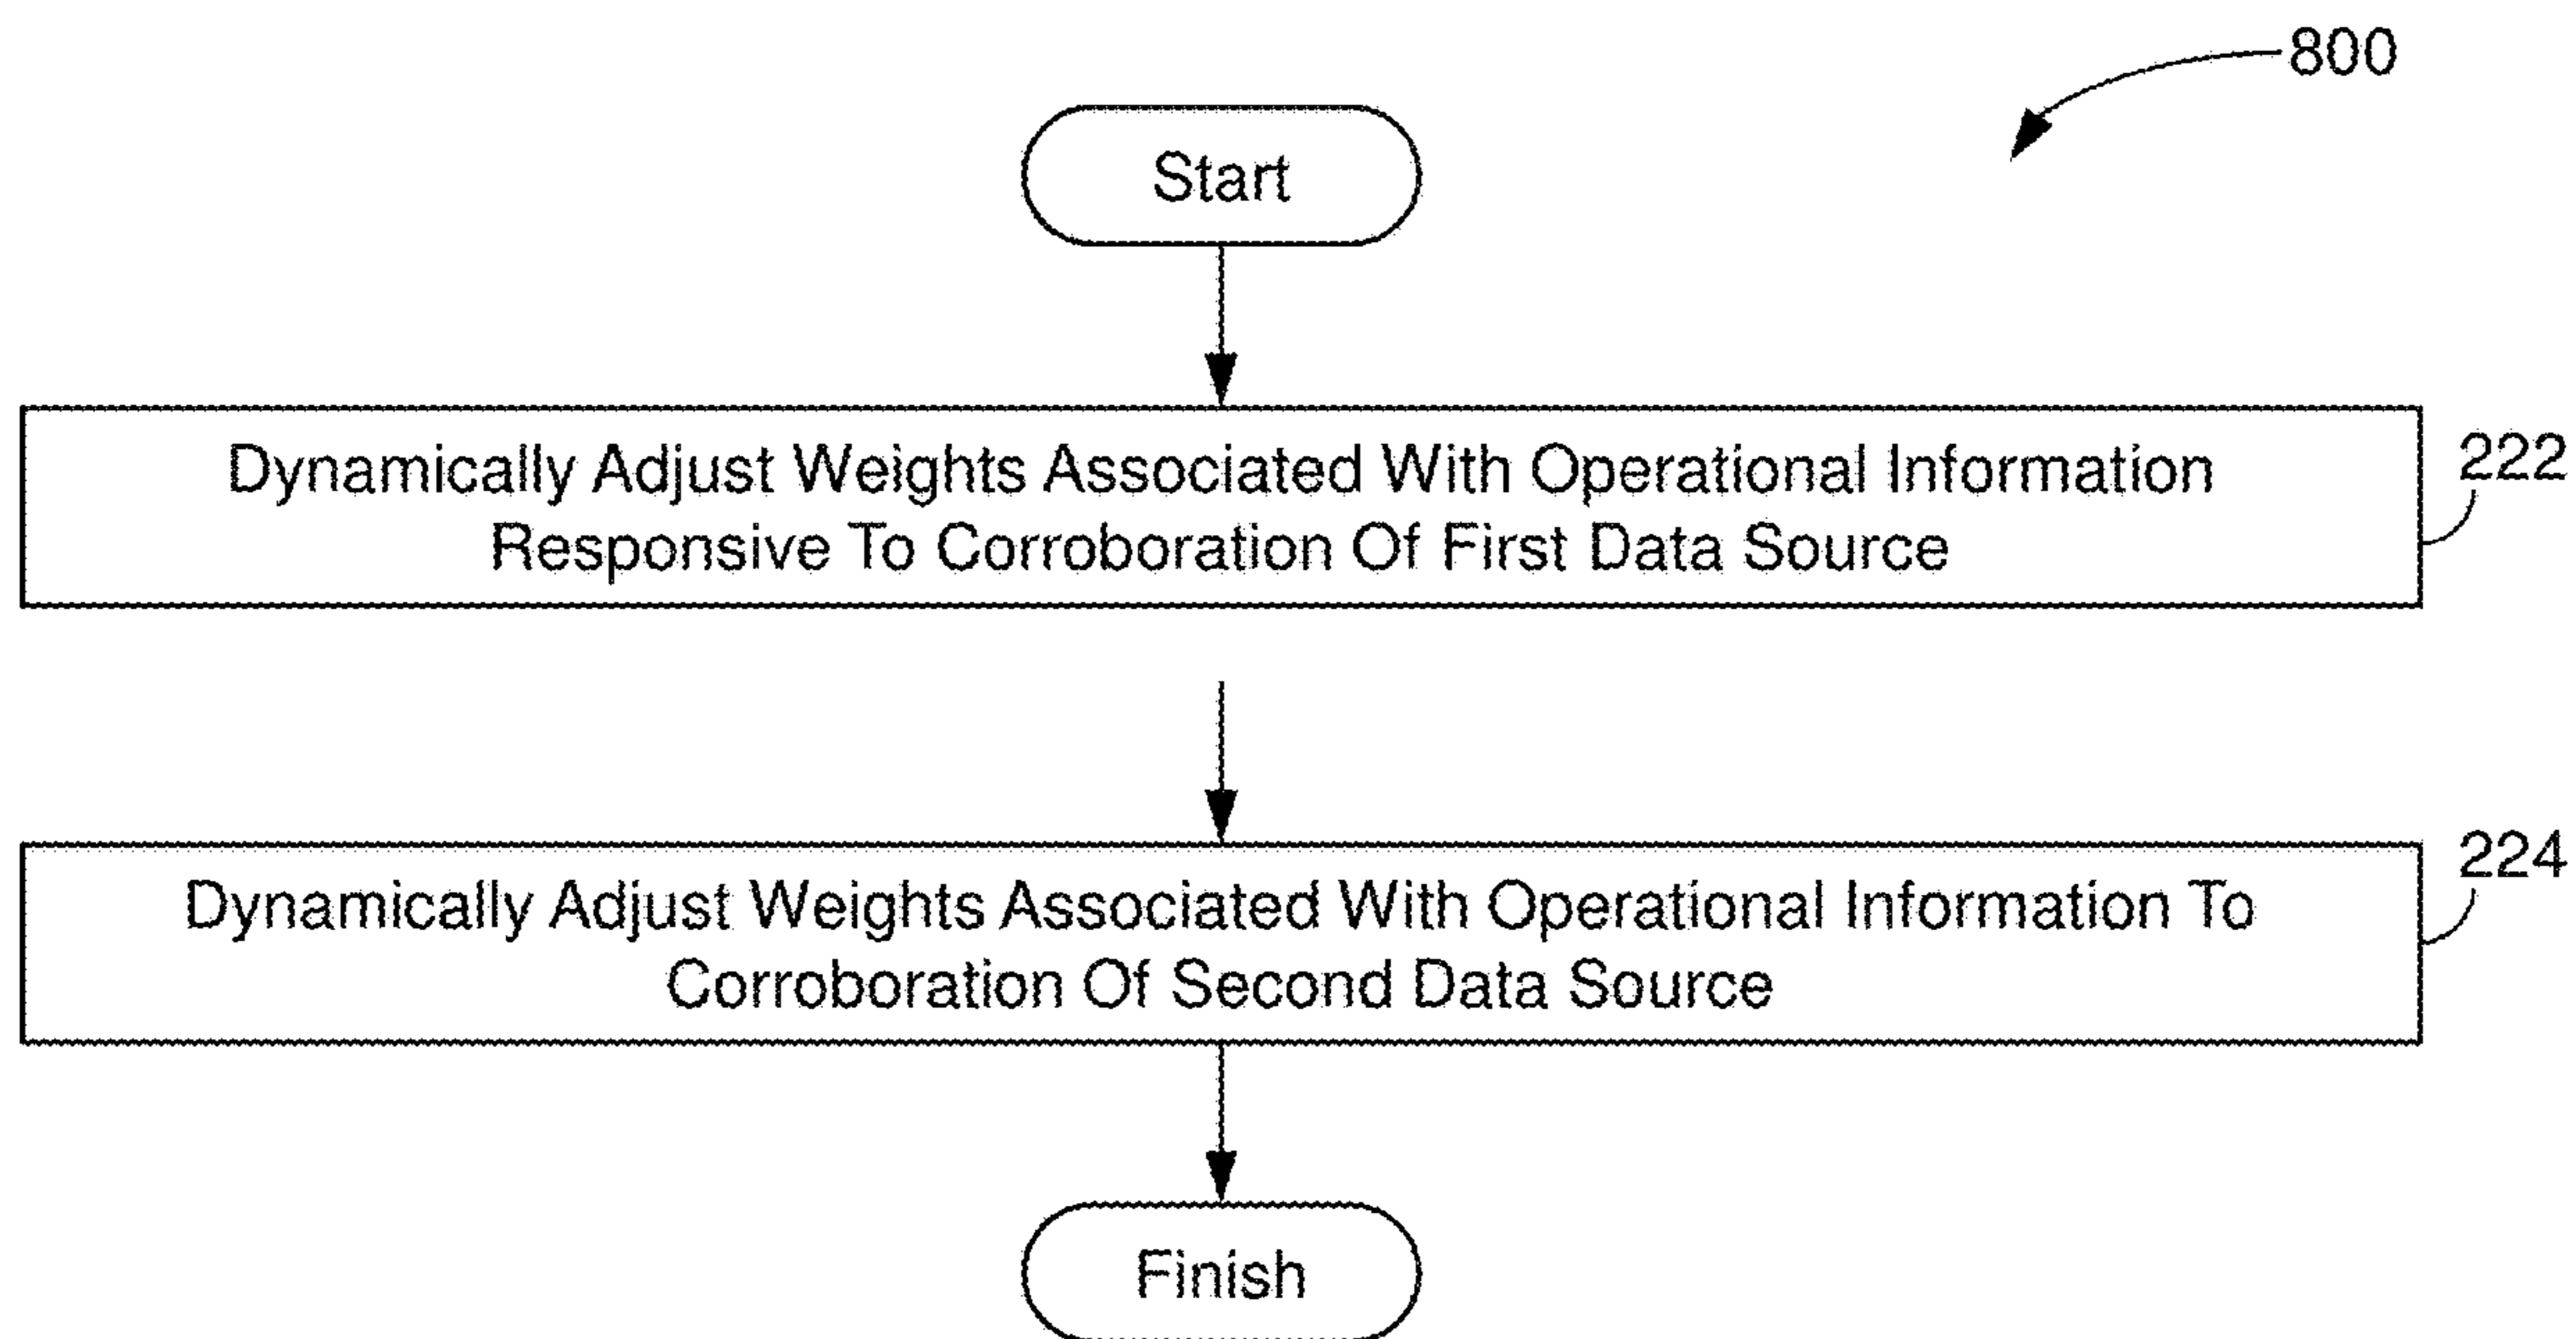 800
Start
Dynamically Adjust Weights Associated With Operational Information
Responsive To Corroboration Of First Data Source
222
Dynamically Adjust Weights Associated With Operational Information To
Corroboration Of Second Data Source
224
Finish